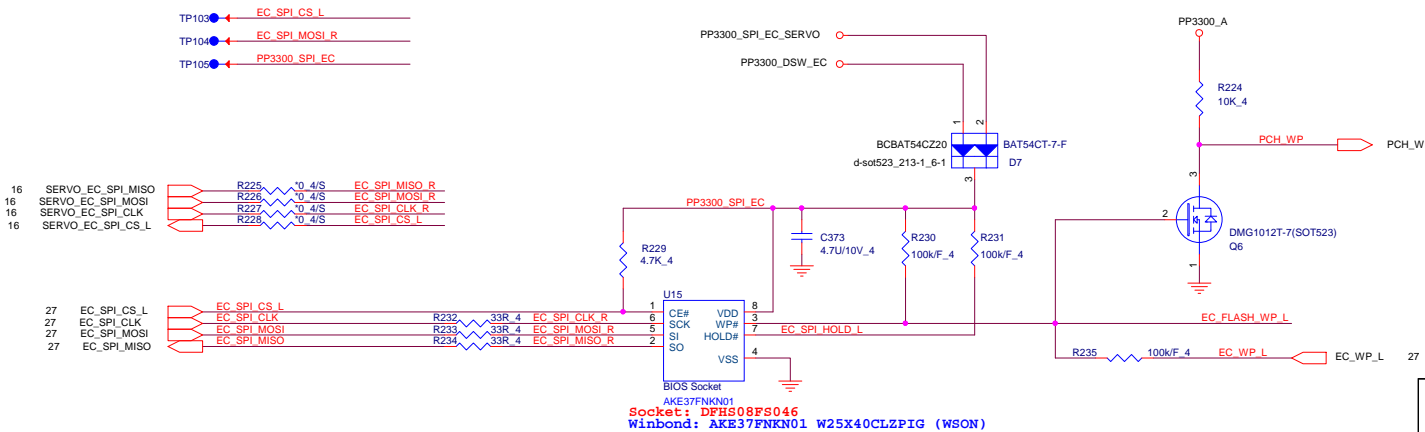 TP103 EC_SPI_CS_L
TP104 EC_SPI_MOSI_R
TP105 PP3300_SPI_EC
PP3300_SPI_EC_SERVO
PP3300_DSW_EC
PP3300_A
R224
10K_4
1 2
BCBAT54CZ20 BAT54CT-7-F
d-sot523_213-1_6-1 D7
3
PCH_WP PCH_W
3
2
DMG1012T-7(SOT523)
Q6
1
16 SERVO_EC_SPI_MISO R225 *0_4/S EC_SPI_MISO_R
16 SERVO_EC_SPI_MOSI R226 *0_4/S EC_SPI_MOSI_R
16 SERVO_EC_SPI_CLK R227 *0_4/S EC_SPI_CLK_R
16 SERVO_EC_SPI_CS_L R228 *0_4/S EC_SPI_CS_L
PP3300_SPI_EC
R229
4.7K_4
C373
4.7U/10V_4
R230
100k/F_4
R231
100k/F_4
U15
27 EC_SPI_CS_L EC_SPI_CS_L 1 CE# VDD 8
27 EC_SPI_CLK EC_SPI_CLK R232 33R_4 EC_SPI_CLK_R 6 SCK WP# 3 EC_FLASH_WP_L
27 EC_SPI_MOSI EC_SPI_MOSI R233 33R_4 EC_SPI_MOSI_R 5 SI HOLD# 7 EC_SPI_HOLD_L
27 EC_SPI_MISO EC_SPI_MISO R234 33R_4 EC_SPI_MISO_R 2 SO
VSS 4
R235 100k/F_4 EC_WP_L EC_WP_L 27
BIOS Socket
AKE37FNKN01
Socket: DFHS08FS046
Winbond: AKE37FNKN01 W25X40CLZPIG (WSON)